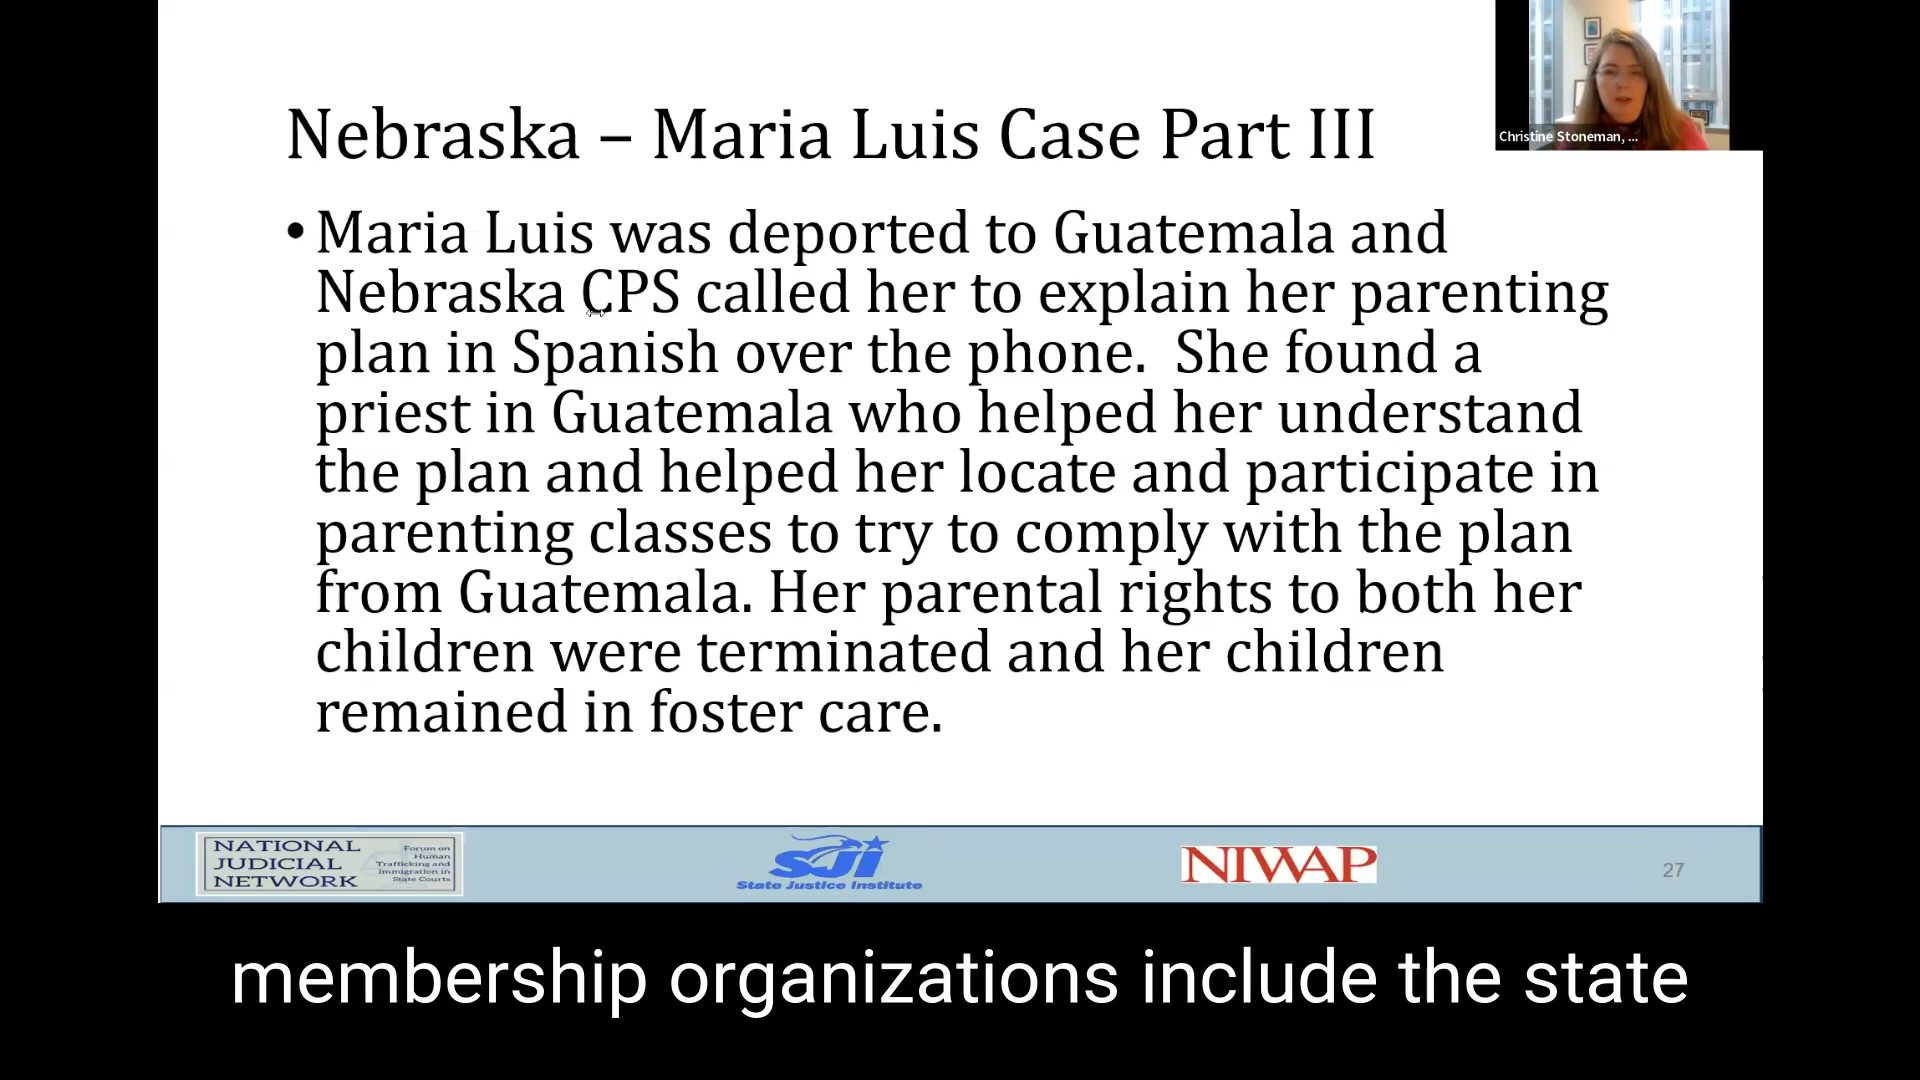 Nebraska – Maria Luis Case Part III
Christine Stoneman, ...
• Maria Luis was deported to Guatemala and
Nebraska CPS called her to explain her parenting
plan in Spanish over the phone.  She found a
priest in Guatemala who helped her understand
the plan and helped her locate and participate in
parenting classes to try to comply with the plan
from Guatemala. Her parental rights to both her
children were terminated and her children
remained in foster care.
NATIONAL
JUDICIAL
NETWORK
Forum on
Human
Trafficking and
Immigration in
State Courts
SJI
State Justice Institute
NIWAP
27
membership organizations include the state